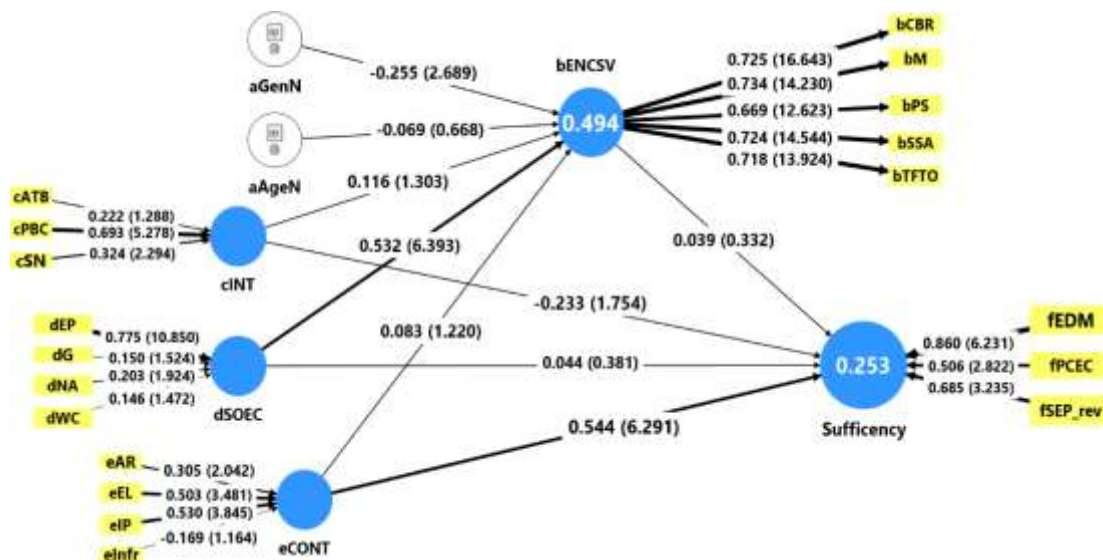 bCBR
0.725 (16.643)
bENCSV
bM
0.734 (14.230)
aGenN
-0.255 (2.689)
0.494
0.669 (12.623)
bPS
0.724 (14.544)
bSSA
-0.069 (0.668)
0.718 (13.924)
bTFTO
aAgeN
0.116 (1.303)
cATB
0.222 (1.288)
cPBC
0.693 (5.278)
cSN
0.324 (2.294)
0.532 (6.393)
0.039 (0.332)
cINT
-0.233 (1.754)
dEP
0.775 (10.850)
0.083 (1.220)
fEDM
dG
0.150 (1.524)
0.860 (6.231)
dNA
0.203 (1.924)
0.044 (0.381)
0.253
0.506 (2.822)
fPCEC
dWC
0.146 (1.472)
0.685 (3.235)
dSOEC
fSEP_rev
0.544 (6.291)
Sufficency
eAR
0.305 (2.042)
eEL
0.503 (3.481)
eIP
0.530 (3.845)
-0.169 (1.164)
eInfr
eCONT